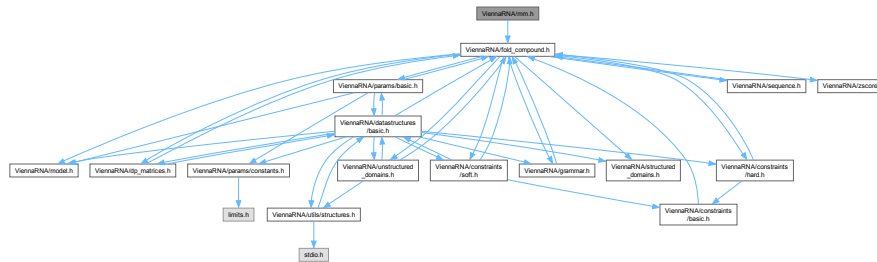 ViennaRNA/mm.h
ViennaRNA/fold_compound.h
ViennaRNA/params/basic.h
ViennaRNA/sequence.h
ViennaRNA/zscore
ViennaRNA/datastructures
/basic.h
ViennaRNA/model.h
ViennaRNA/dp_matrices.h
ViennaRNA/params/constants.h
ViennaRNA/unstructured
_domains.h
ViennaRNA/constraints
/soft.h
ViennaRNA/grammar.h
ViennaRNA/structured
_domains.h
ViennaRNA/constraints
/hard.h
limits.h
ViennaRNA/utils/structures.h
ViennaRNA/constraints
/basic.h
stdio.h